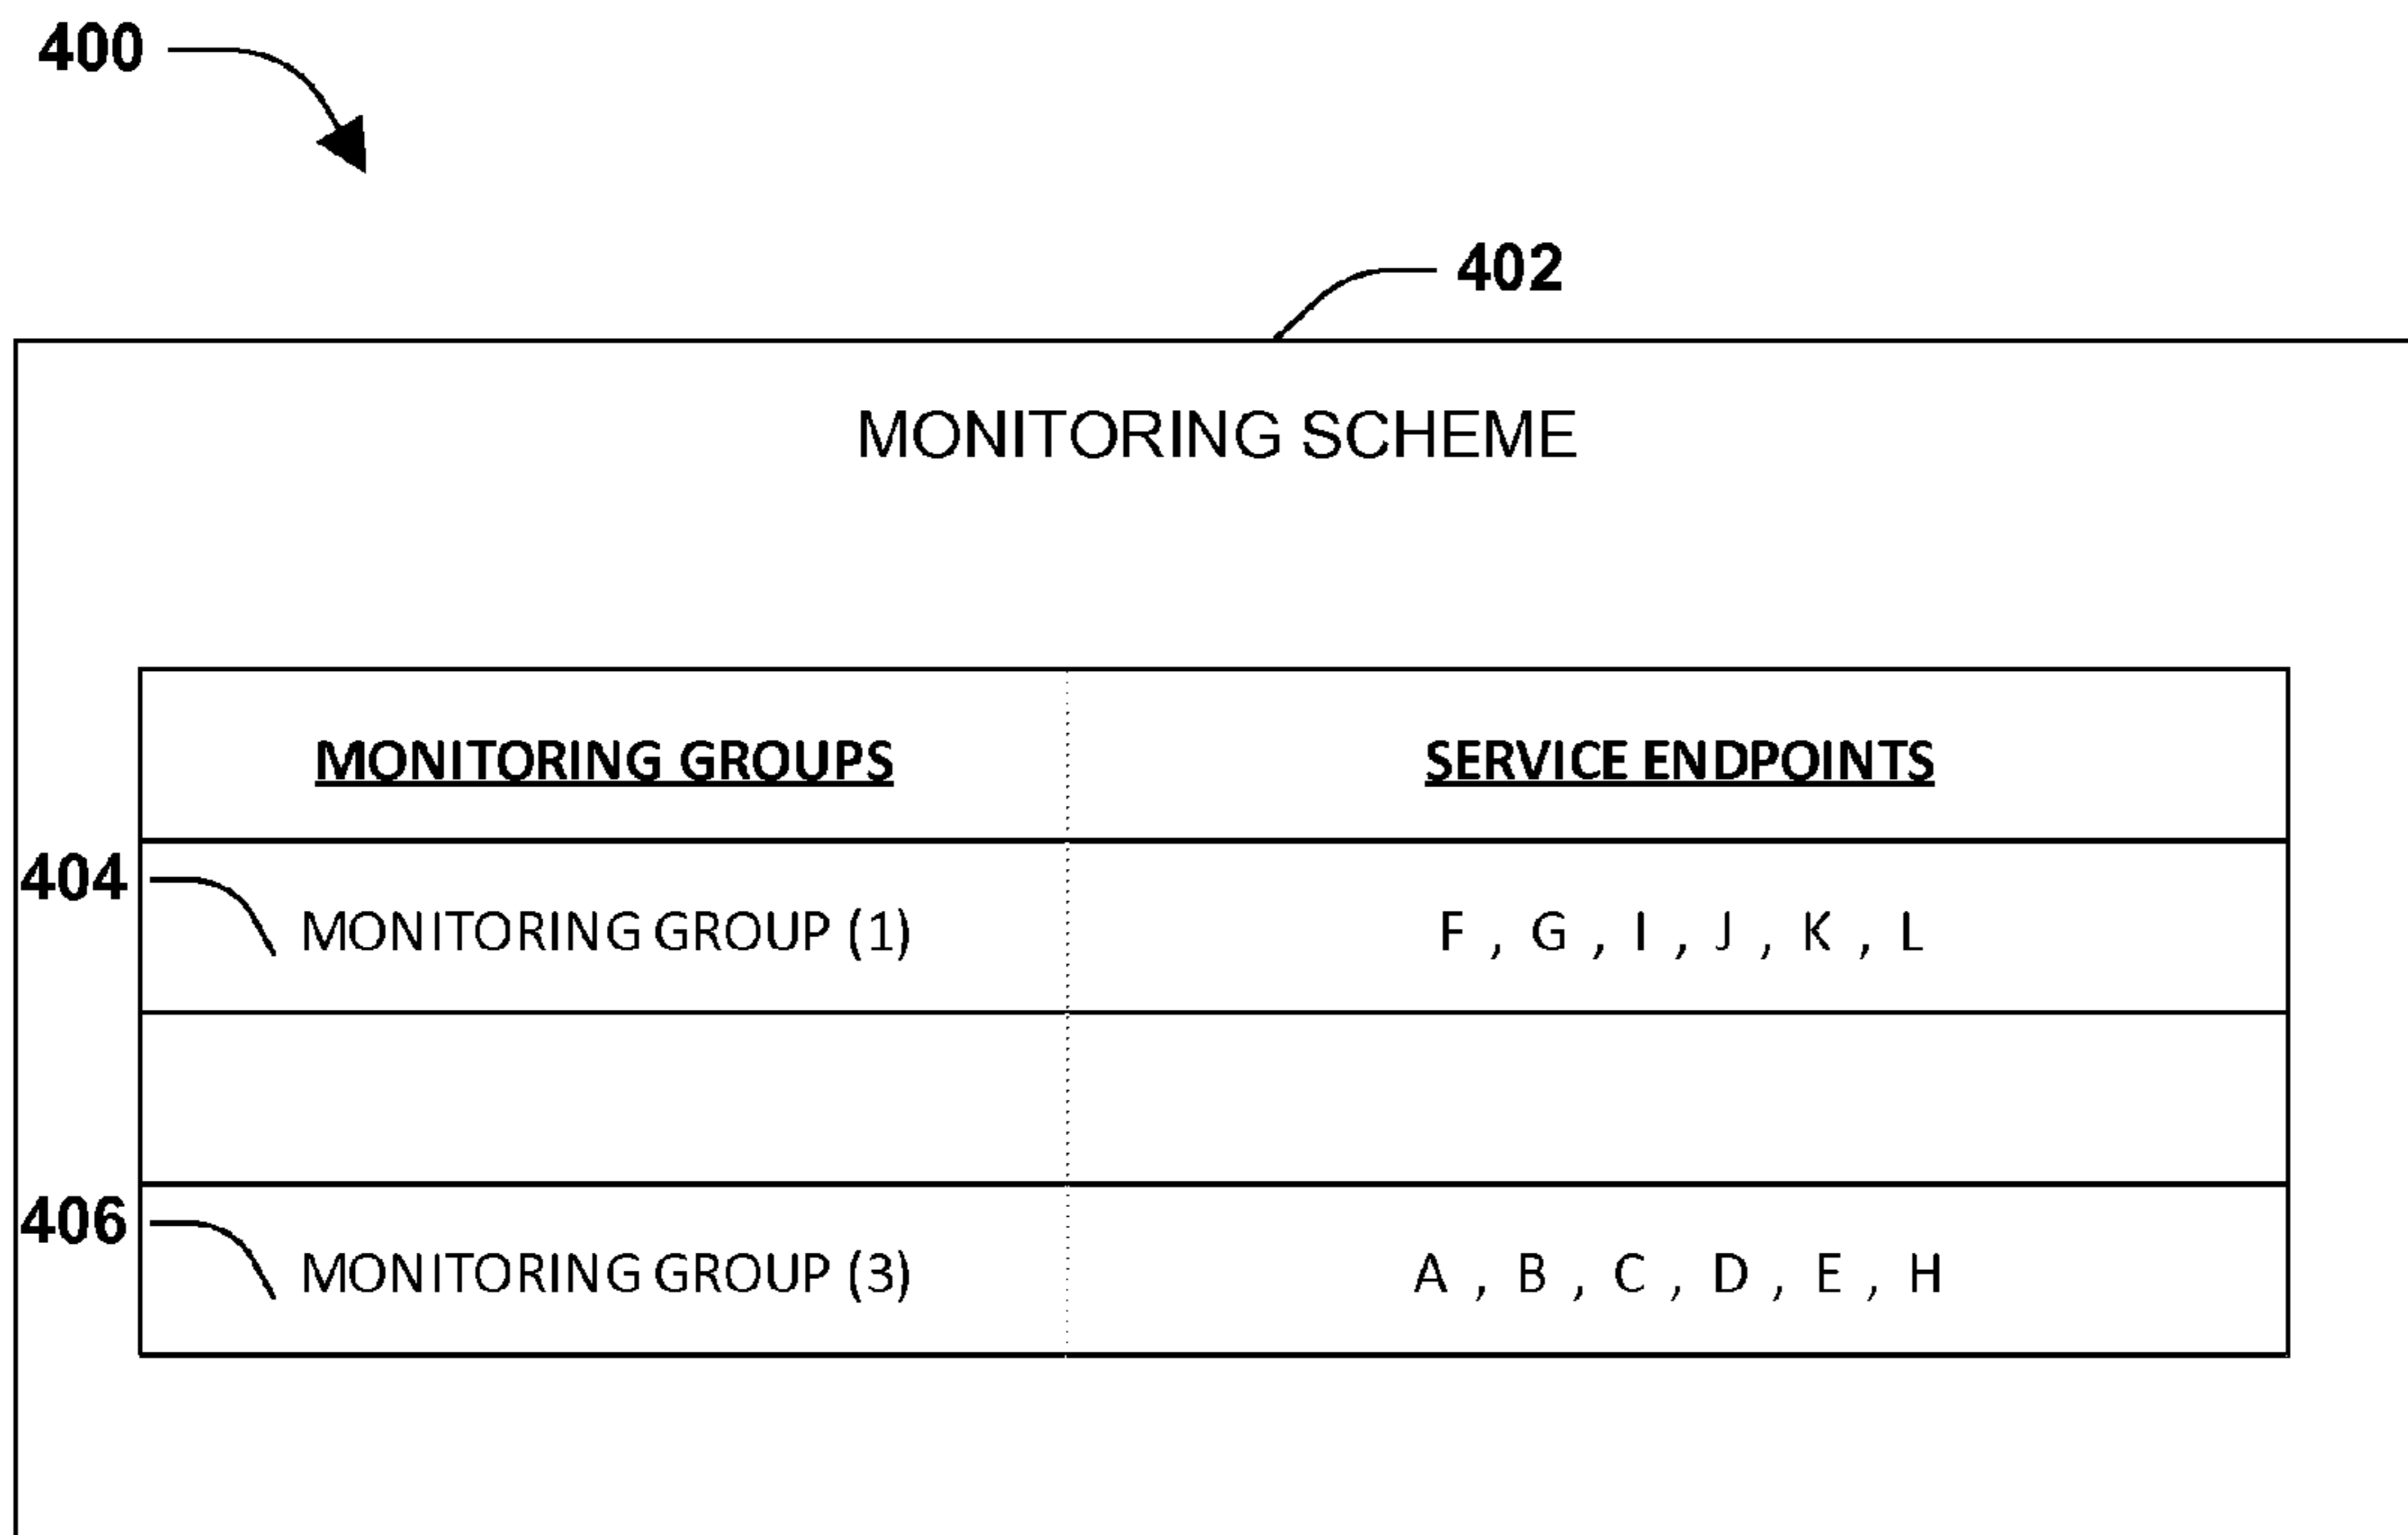 400
402
MONITORING SCHEME
MONITORING GROUPS SERVICE ENDPOINTS
404
MONITORING GROUP (1) F , G , I , J , K , L
406
MONITORING GROUP (3) A , B , C , D , E , H